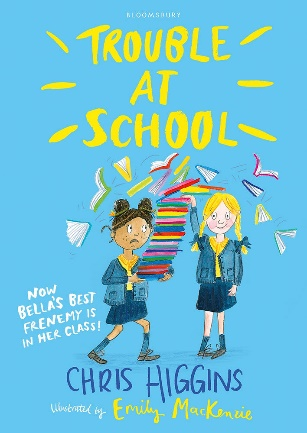 BLOOMSBURY
TROUBLE
AT
SCHOOL
NOW
BELLA'S BEST
FRENEMY IS
IN HER CLASS!
CHRIS HIGGINS
Illustrated by Emily MacKenzie